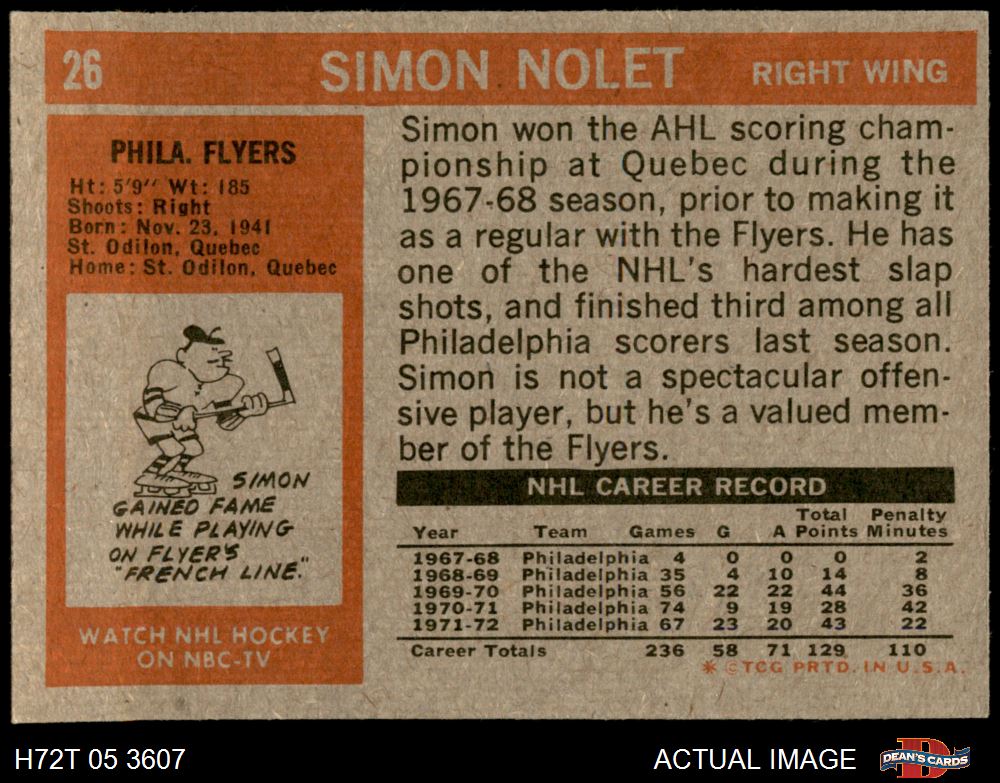 26 SIMON NOLET RIGHT WING
PHILA. FLYERS
Ht: 5'9" Wt: 185
Shoots: Right
Born: Nov. 23, 1941
St. Odilon, Quebec
Home: St. Odilon, Quebec
SIMON
GAINED FAME
WHILE PLAYING
ON FLYER'S
"FRENCH LINE."
WATCH NHL HOCKEY
ON NBC-TV
Simon won the AHL scoring cham-
pionship at Quebec during the
1967-68 season, prior to making it
as a regular with the Flyers. He has
one of the NHL's hardest slap
shots, and finished third among all
Philadelphia scorers last season.
Simon is not a spectacular offen-
sive player, but he's a valued mem-
ber of the Flyers.
NHL CAREER RECORD
Total Penalty
Year Team Games G A Points Minutes
1967-68 Philadelphia 4 0 0 0 2
1968-69 Philadelphia 35 4 10 14 8
1969-70 Philadelphia 56 22 22 44 36
1970-71 Philadelphia 74 9 19 28 42
1971-72 Philadelphia 67 23 20 43 22
Career Totals 236 58 71 129 110
* ©TCG PRTD. IN U.S.A.
H72T 05 3607 ACTUAL IMAGE DEAN'S CARDS